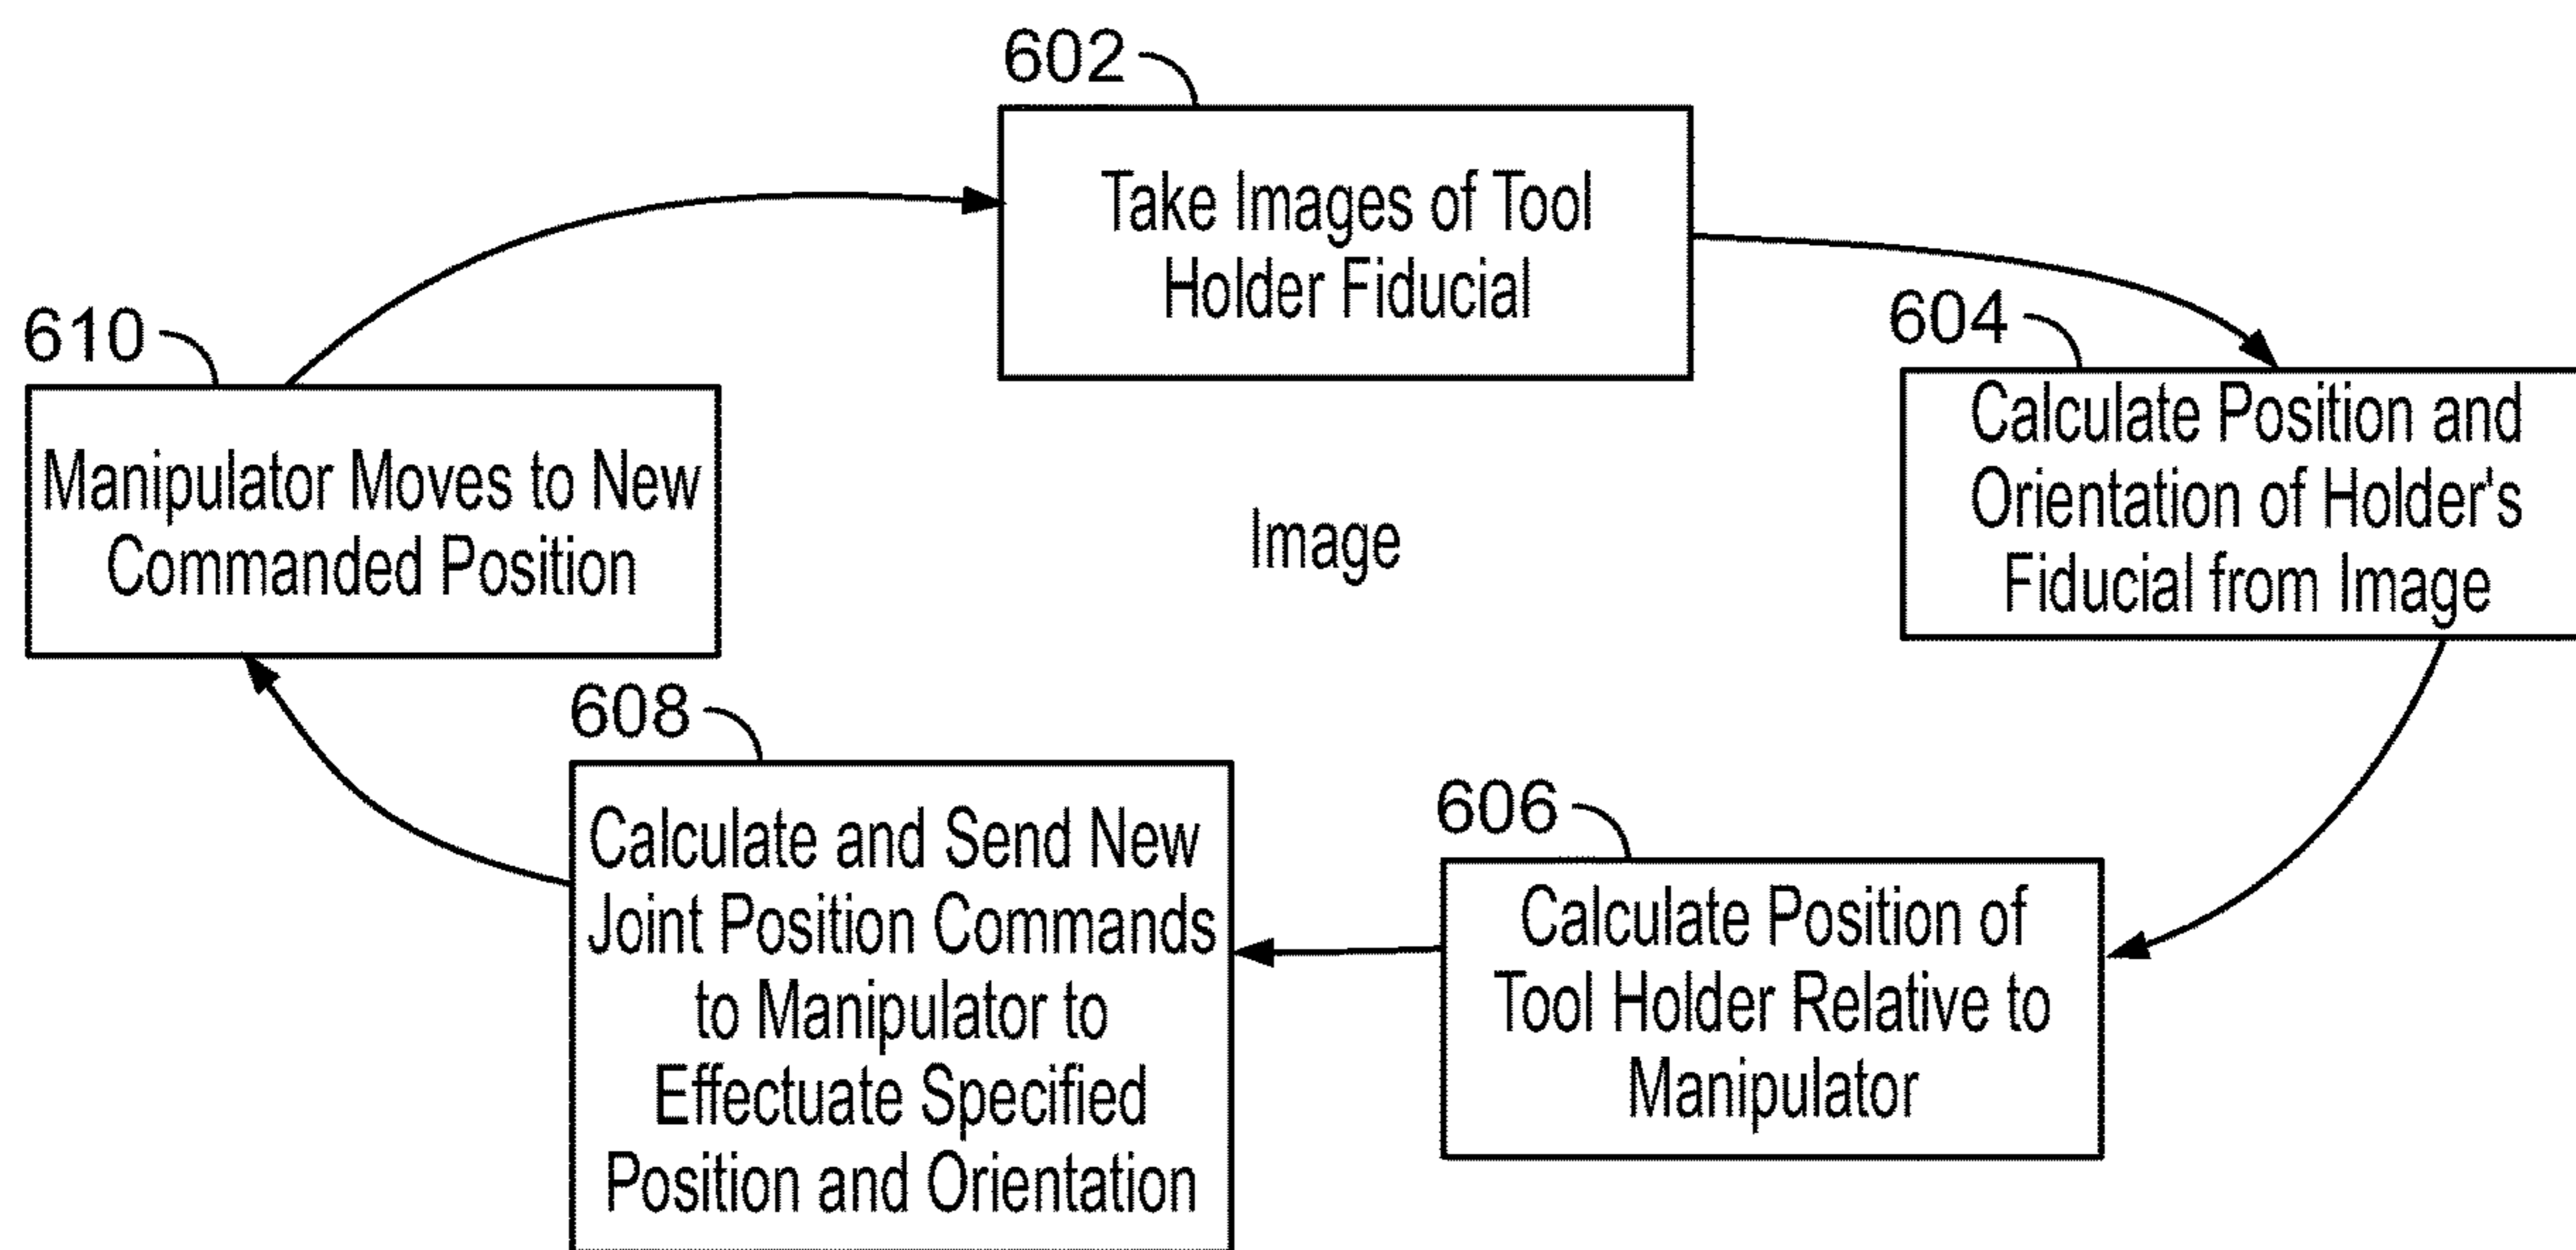 602
Take Images of Tool
Holder Fiducial
604
Calculate Position and
Orientation of Holder's
Fiducial from Image
610
Manipulator Moves to New
Commanded Position
Image
606
Calculate Position of
Tool Holder Relative to
Manipulator
608
Calculate and Send New
Joint Position Commands
to Manipulator to
Effectuate Specified
Position and Orientation